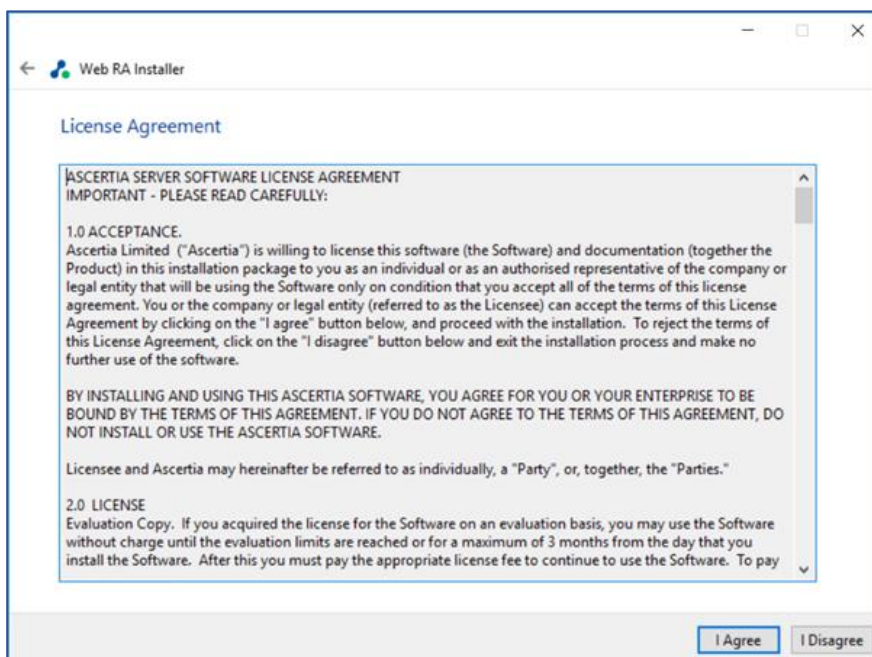 Web RA Installer
License Agreement
ASCERTIA SERVER SOFTWARE LICENSE AGREEMENT
IMPORTANT - PLEASE READ CAREFULLY:
1.0 ACCEPTANCE.
Ascertia Limited  ("Ascertia") is willing to license this software (the Software) and documentation (together the
Product) in this installation package to you as an individual or as an authorised representative of the company or
legal entity that will be using the Software only on condition that you accept all of the terms of this license
agreement. You or the company or legal entity (referred to as the Licensee) can accept the terms of this License
Agreement by clicking on the "I agree" button below, and proceed with the installation.  To reject the terms of
this License Agreement, click on the "I disagree" button below and exit the installation process and make no
further use of the software.
BY INSTALLING AND USING THIS ASCERTIA SOFTWARE, YOU AGREE FOR YOU OR YOUR ENTERPRISE TO BE
BOUND BY THE TERMS OF THIS AGREEMENT. IF YOU DO NOT AGREE TO THE TERMS OF THIS AGREEMENT, DO
NOT INSTALL OR USE THE ASCERTIA SOFTWARE.
Licensee and Ascertia may hereinafter be referred to as individually, a "Party", or, together, the "Parties."
2.0  LICENSE
Evaluation Copy.  If you acquired the license for the Software on an evaluation basis, you may use the Software
without charge until the evaluation limits are reached or for a maximum of 3 months from the day that you
install the Software.  After this you must pay the appropriate license fee to continue to use the Software.  To pay
I Agree
I Disagree